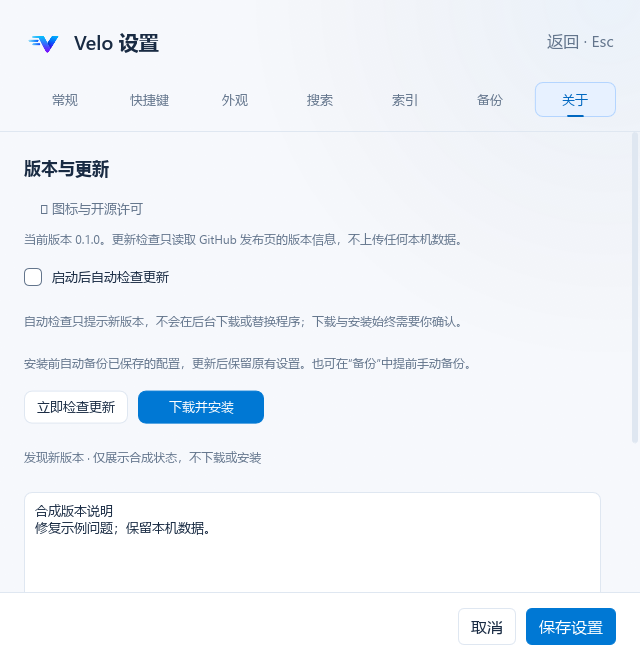 Velo 设置
返回 · Esc
常规
快捷键
外观
搜索
索引
备份
关于
版本与更新
图标与开源许可
当前版本 0.1.0。更新检查只读取 GitHub 发布页的版本信息，不上传任何本机数据。
启动后自动检查更新
自动检查只提示新版本，不会在后台下载或替换程序；下载与安装始终需要你确认。
安装前自动备份已保存的配置，更新后保留原有设置。也可在“备份”中提前手动备份。
立即检查更新
下载并安装
发现新版本 · 仅展示合成状态，不下载或安装
合成版本说明
修复示例问题；保留本机数据。
取消
保存设置